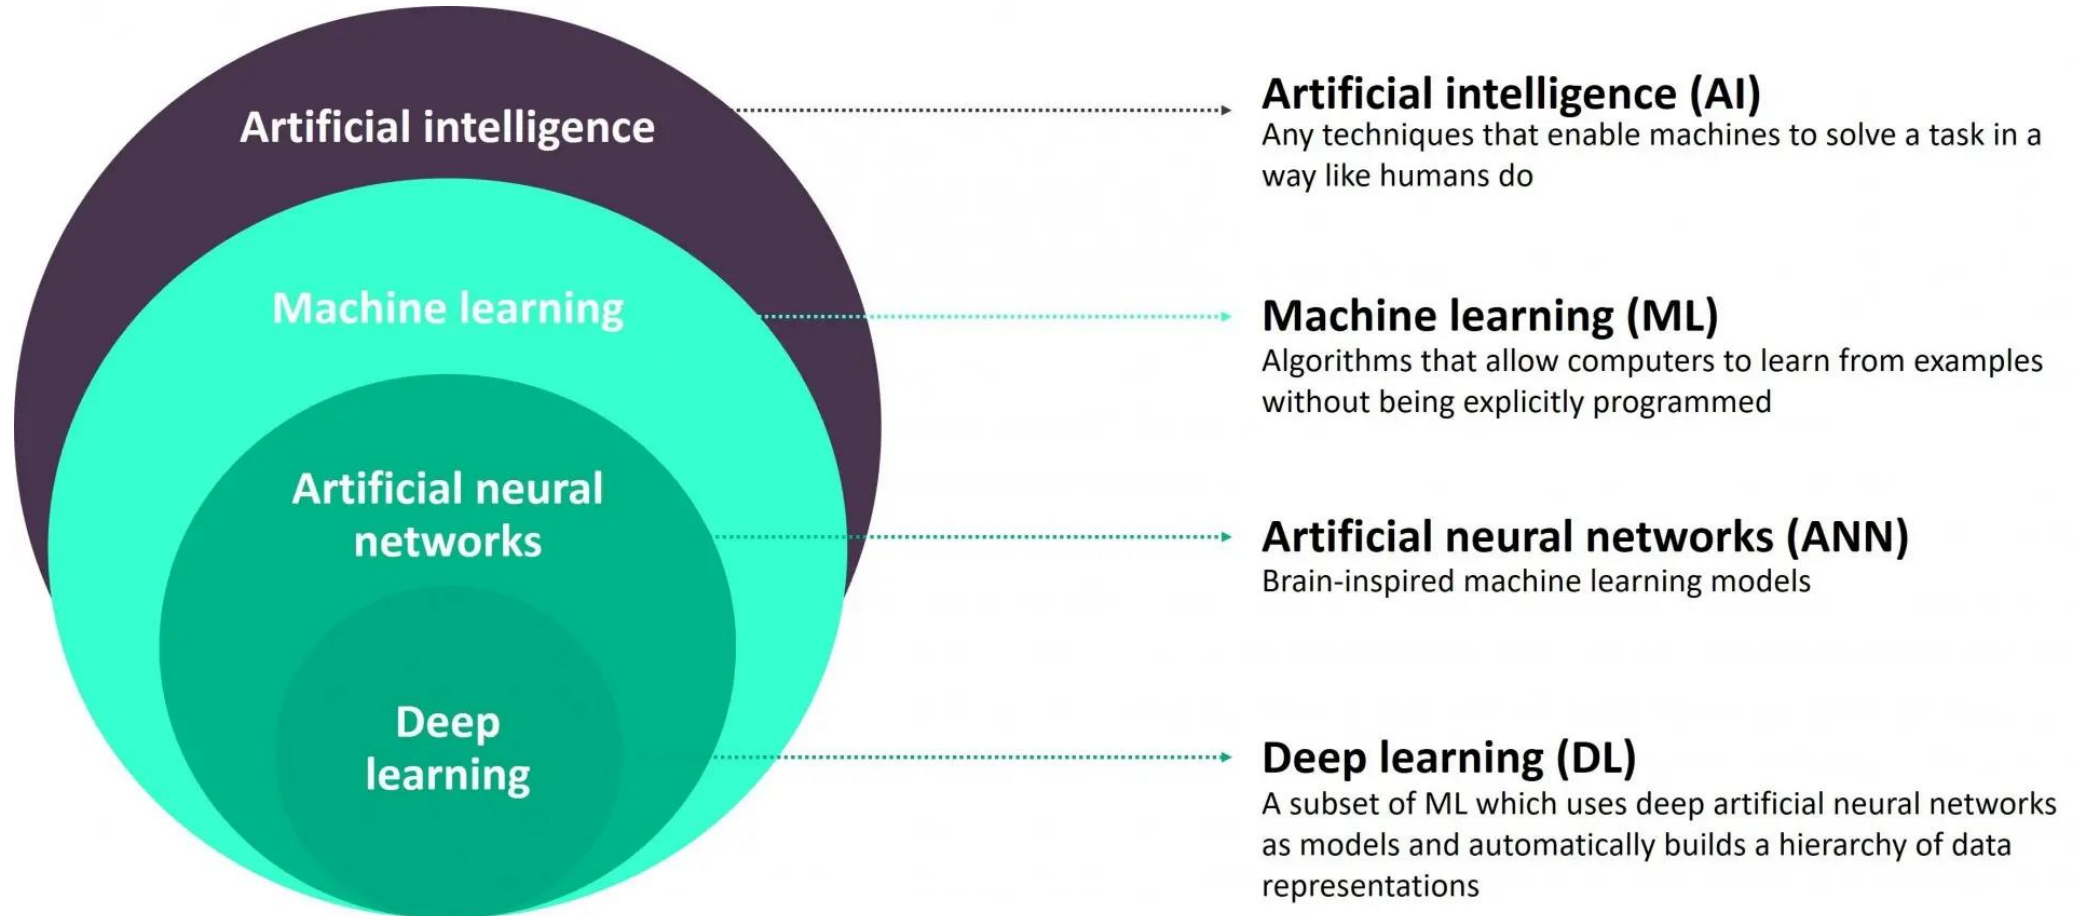 Artificial intelligence
Machine learning
Artificial neural
networks
Deep
learning
Artificial intelligence (AI)
Any techniques that enable machines to solve a task in a
way like humans do
Machine learning (ML)
Algorithms that allow computers to learn from examples
without being explicitly programmed
Artificial neural networks (ANN)
Brain-inspired machine learning models
Deep learning (DL)
A subset of ML which uses deep artificial neural networks
as models and automatically builds a hierarchy of data
representations